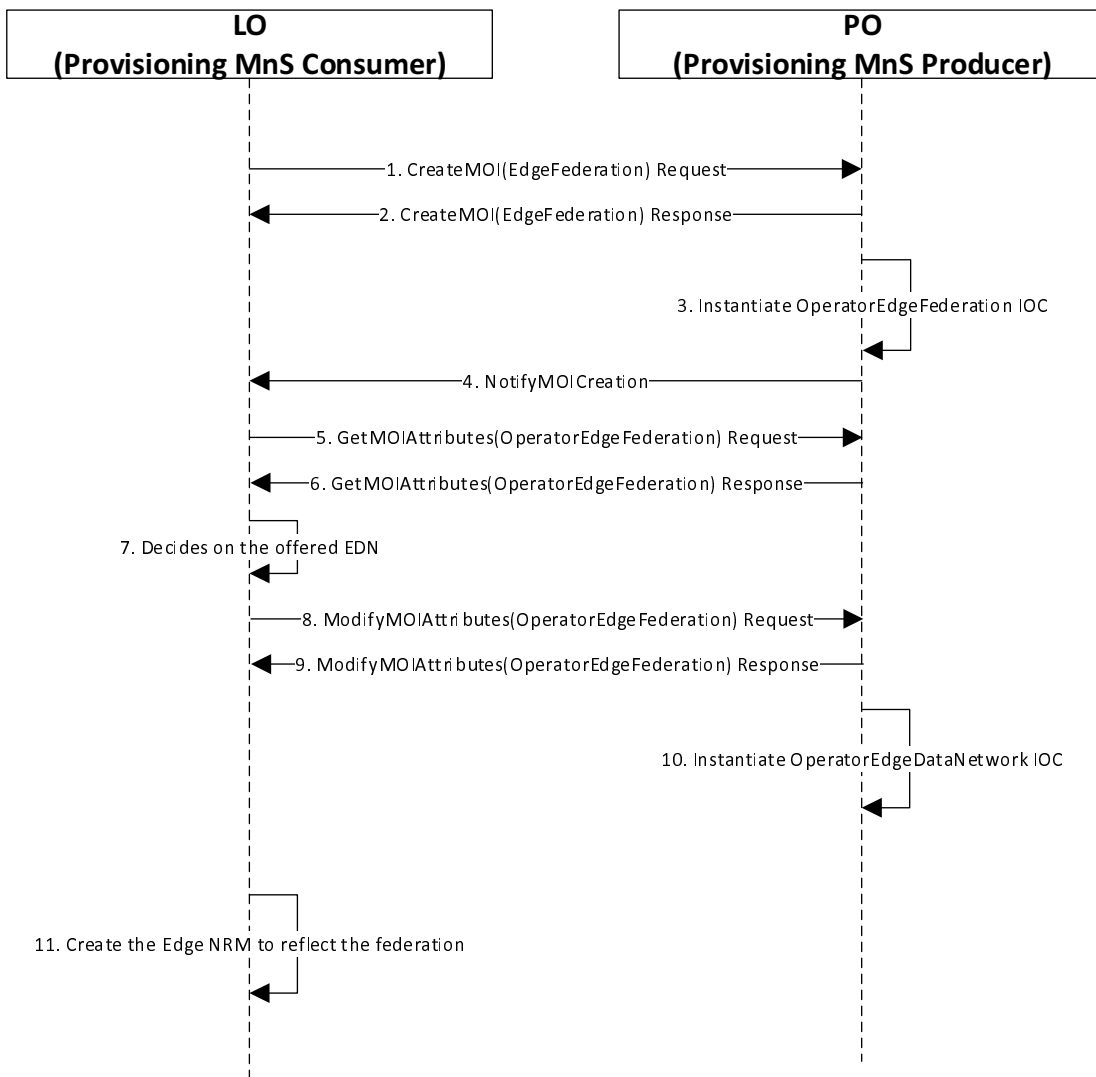 LO
(Provisioning MnS Consumer)
PO
(Provisioning MnS Producer)
1. CreateMOI(EdgeFederation) Request
2. CreateMOI(EdgeFederation) Response
3. Instantiate OperatorEdgeFederation IOC
4. NotifyMOICreation
5. GetMOIAttributes(OperatorEdgeFederation) Request
6. GetMOIAttributes(OperatorEdgeFederation) Response
7. Decides on the offered EDN
8. ModifyMOIAttributes(OperatorEdgeFederation) Request
9. ModifyMOIAttributes(OperatorEdgeFederation) Response
10. Instantiate OperatorEdgeDataNetwork IOC
11. Create the Edge NRM to reflect the federation